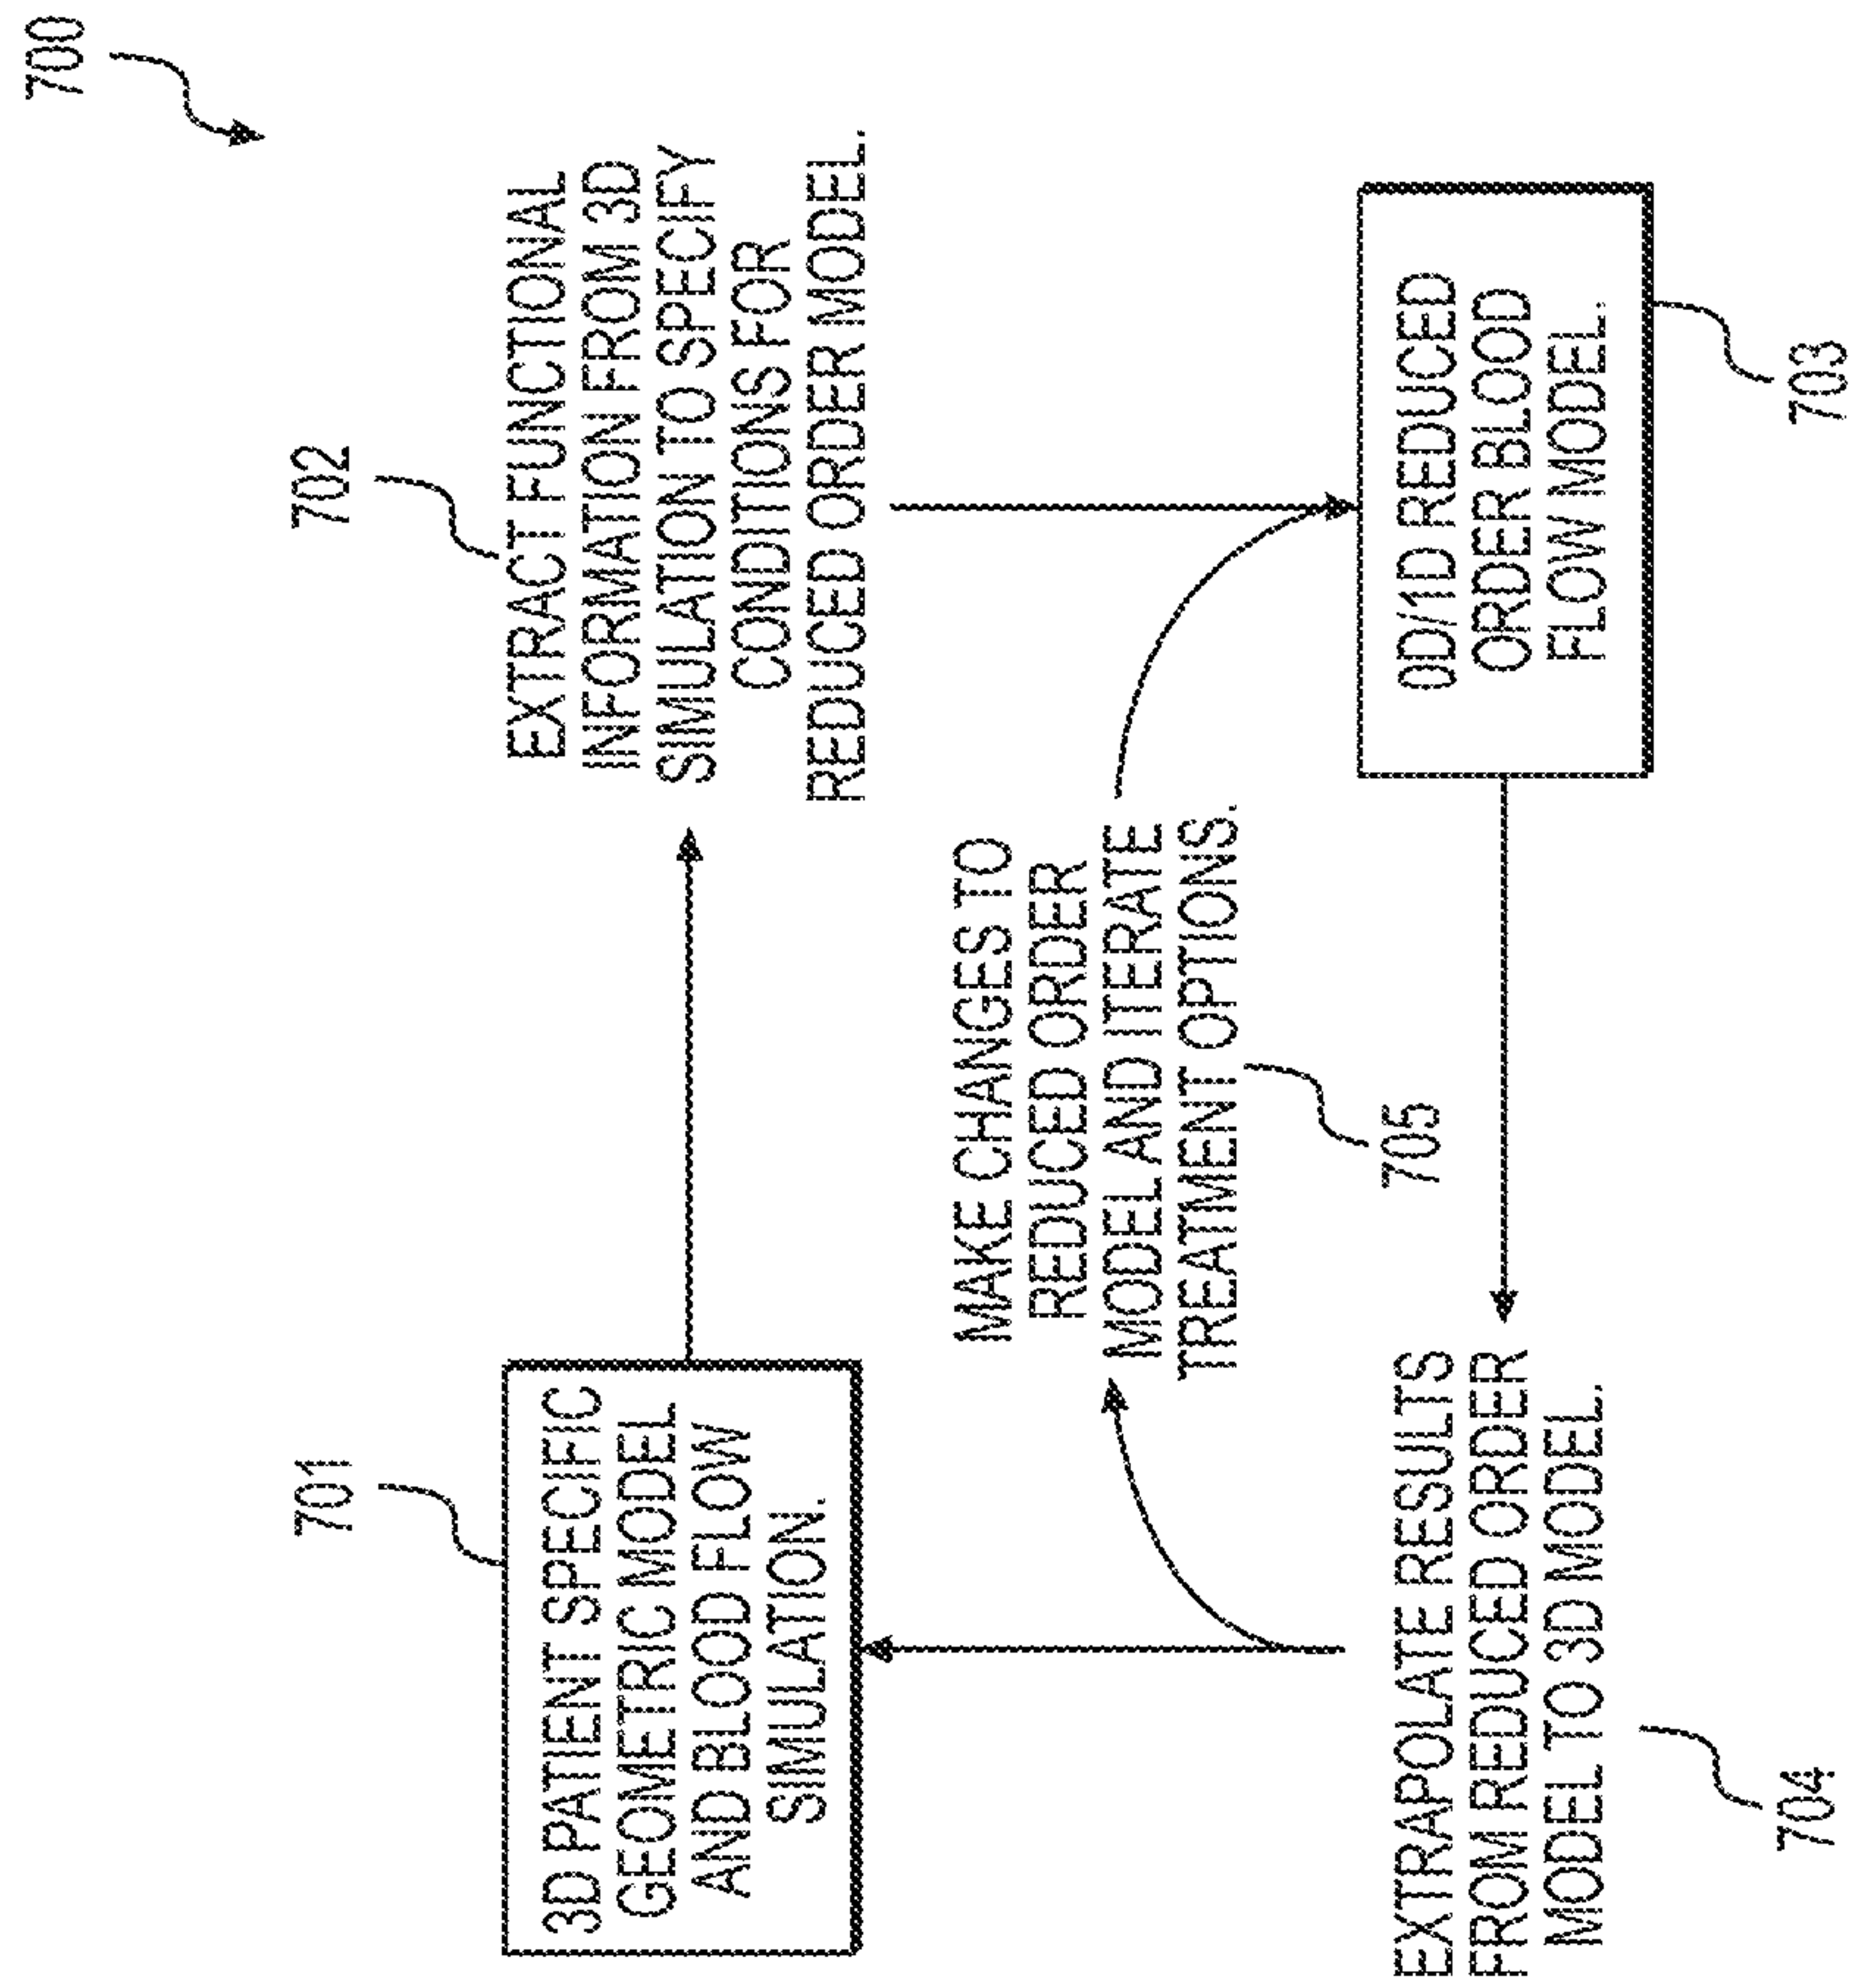 700
701
3D PATIENT SPECIFIC
GEOMETRIC MODEL
AND BLOOD FLOW
SIMULATION.
702
EXTRACT FUNCTIONAL
INFORMATION FROM 3D
SIMULATION TO SPECIFY
CONDITIONS FOR
REDUCED ORDER MODEL.
MAKE CHANGES TO
REDUCED ORDER
MODEL AND ITERATE
TREATMENT OPTIONS.
705
EXTRAPOLATE RESULTS
FROM REDUCED ORDER
MODEL TO 3D MODEL.
704
0D/1D REDUCED
ORDER BLOOD
FLOW MODEL.
703